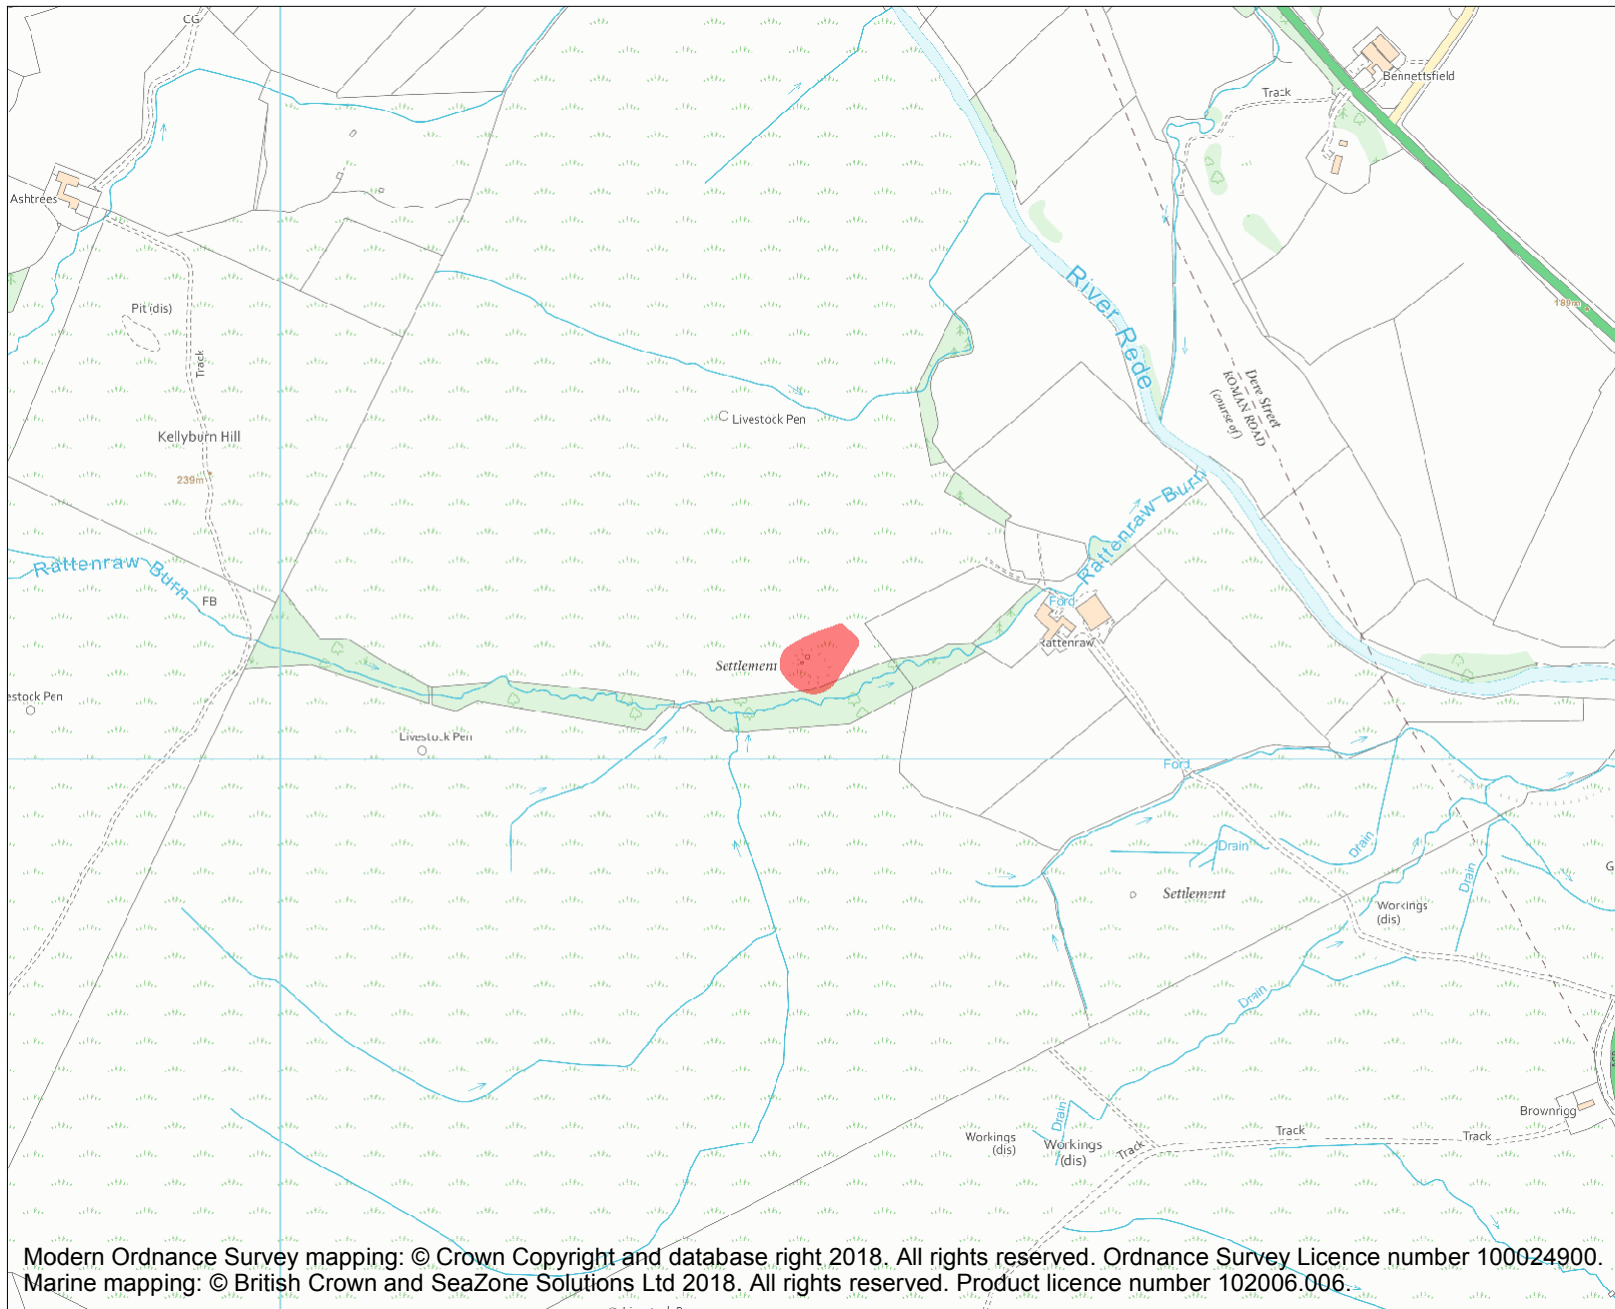 CG
Bennettsfield
Track
Ashtrees
River Rede
Pit (dis)
189m
Track
Dere Street
ROMAN ROAD
(course of)
Livestock Pen
Kellyburn Hill
239m
Rattenraw Burn
Rattenraw Burn
FB
Ford
Settlement
Livestock Pen
Ford
Drain
Drain
Drain
Settlement
Workings
(dis)
Drain
Drain
Brownrigg
Workings
(dis)
Workings
(dis)
Track
Track
Track
Modern Ordnance Survey mapping: © Crown Copyright and database right 2018. All rights reserved. Ordnance Survey Licence number 100024900.
Marine mapping: © British Crown and SeaZone Solutions Ltd 2018. All rights reserved. Product licence number 102006.006.